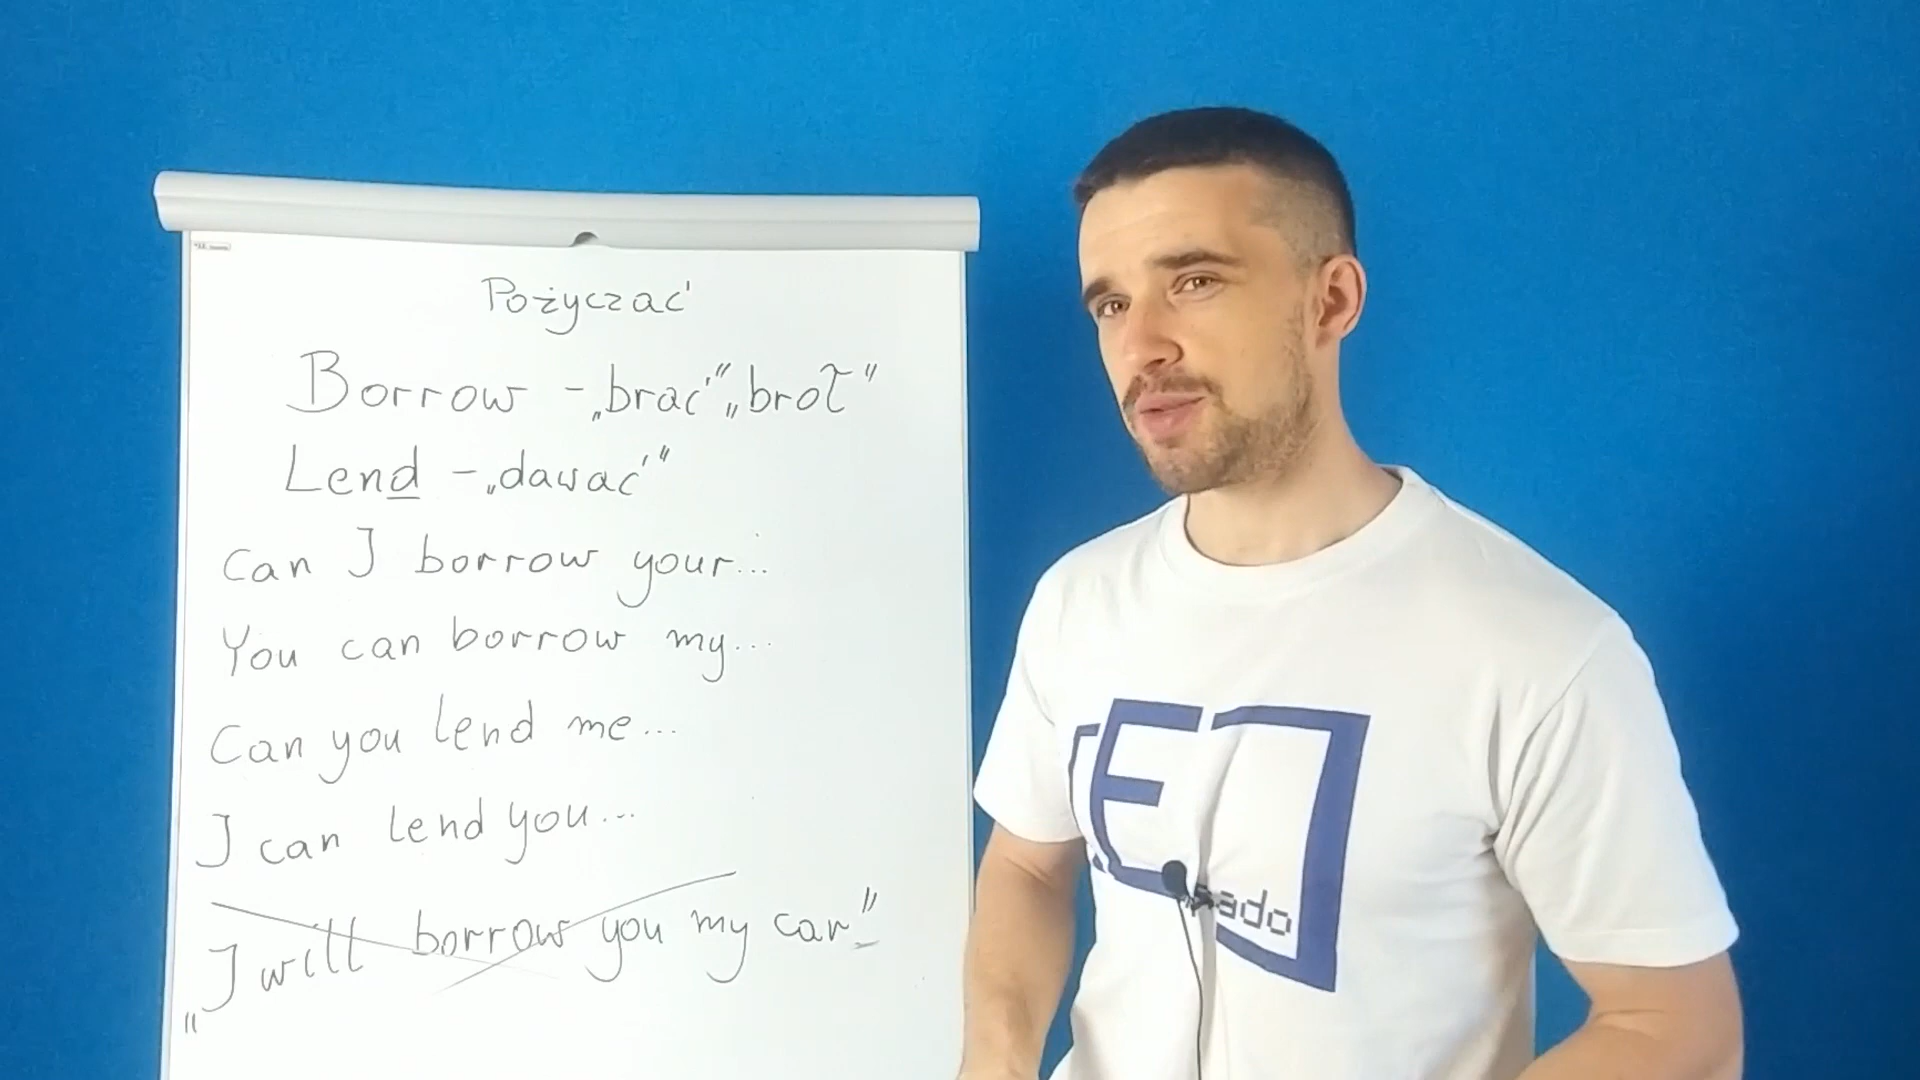 Pożyczać
Borrow - „brać” „broť”
Lend - „dawać”
Can I borrow your...
You can borrow my...
Can you lend me...
I can lend you...
„I will borrow you my car”